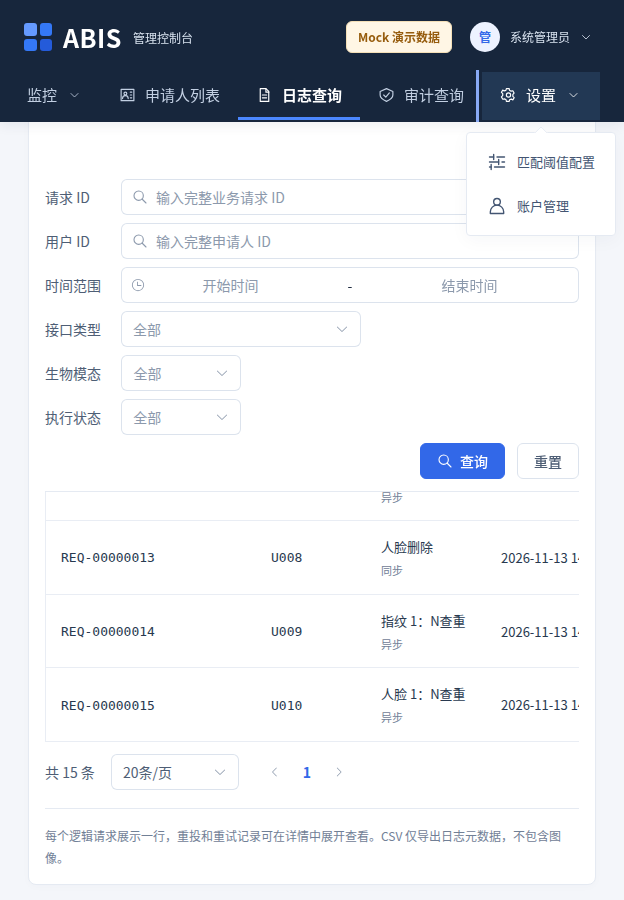 ABIS 管理控制台 Mock 演示数据 管 系统管理员
监控 申请人列表 日志查询 审计查询 设置
匹配阈值配置
账户管理
请求 ID 输入完整业务请求 ID
用户 ID 输入完整申请人 ID
时间范围 开始时间 - 结束时间
接口类型 全部
生物模态 全部
执行状态 全部
查询 重置
异步
REQ-00000013 U008 人脸删除 2026-11-13
同步
REQ-00000014 U009 指纹 1：N查重 2026-11-13
异步
REQ-00000015 U010 人脸 1：N查重 2026-11-13
异步
共 15 条 20条/页 1
每个逻辑请求展示一行，重投和重试记录可在详情中展开查看。CSV 仅导出日志元数据，不包含图
像。